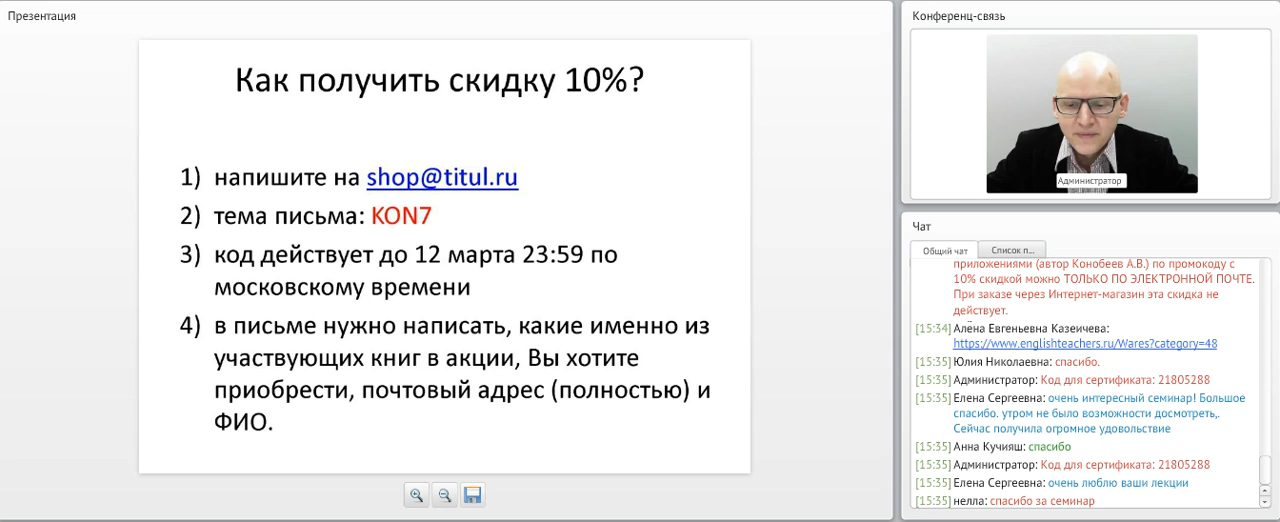 Презентация
Как получить скидку 10%?
1) напишите на shop@titul.ru
2) тема письма: KON7
3) код действует до 12 марта 23:59 по
московскому времени
4) в письме нужно написать, какие именно из
участвующих книг в акции, Вы хотите
приобрести, почтовый адрес (полностью) и
ФИО.
Конференц-связь
Администратор
Чат
Общий чат
Список п...
приложениями (автор Конобеев А.В.) по промокоду с
10% скидкой можно ТОЛЬКО ПО ЭЛЕКТРОННОЙ ПОЧТЕ.
При заказе через Интернет-магазин эта скидка не
действует.
[15:34] Алёна Евгеньевна Казеичева:
https://www.englishteachers.ru/Wares?category=48
[15:35] Юлия Николаевна: спасибо.
[15:35] Администратор: Код для сертификата: 21805288
[15:35] Елена Сергеевна: очень интересный семинар! Большое
спасибо. утром не было возможности досмотреть,.
Сейчас получила огромное удовольствие
[15:35] Анна Кучияш: спасибо
[15:35] Администратор: Код для сертификата: 21805288
[15:35] Елена Сергеевна: очень люблю ваши лекции
[15:35] нелла: спасибо за семинар